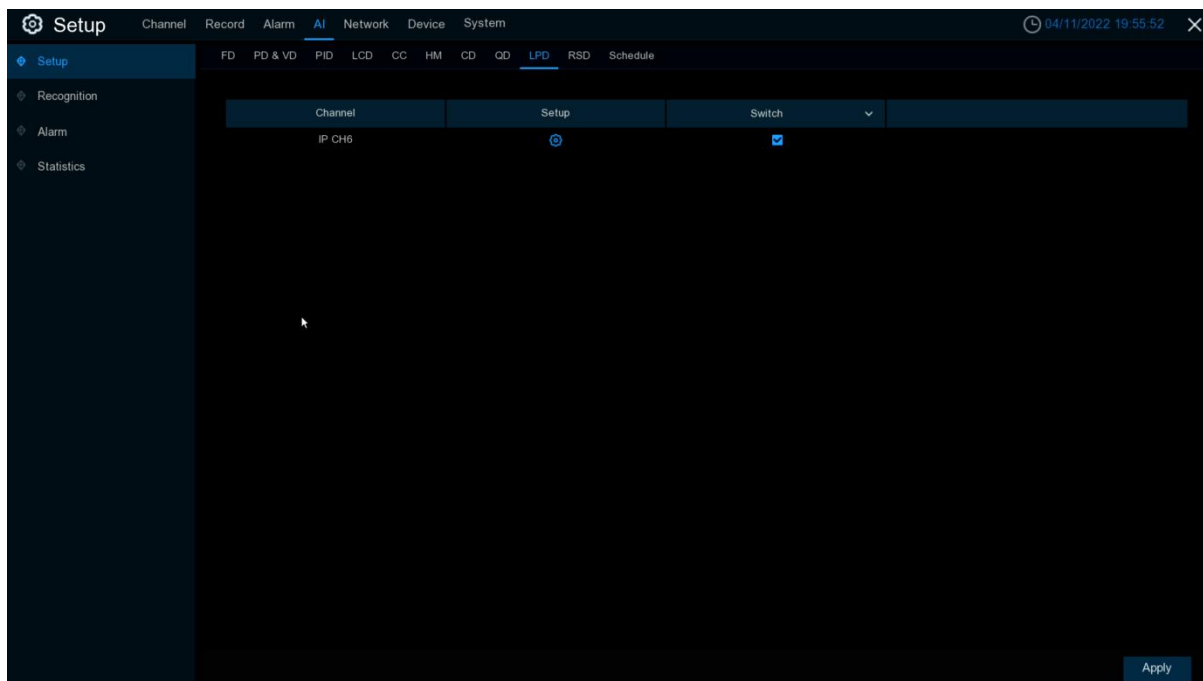 Setup Channel Record Alarm AI Network Device System 04/11/2022 19:55:52
Setup
Recognition
Alarm
Statistics
FD PD & VD PID LCD CC HM CD QD LPD RSD Schedule
Channel Setup Switch
IP CH6
Apply